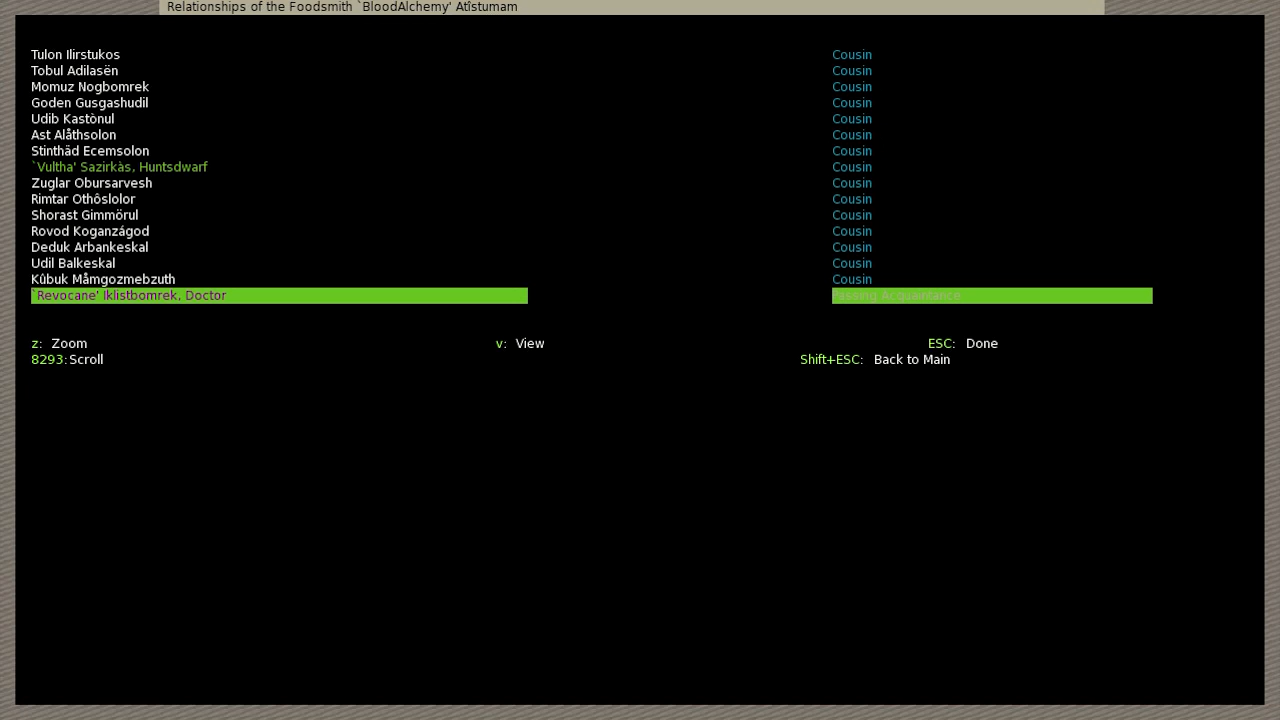 Relationships of the Foodsmith `BloodAlchemy' Atîstumam
Tulon Ilirstukos Cousin
Tobul Adilasën Cousin
Momuz Nogbomrek Cousin
Goden Gusgashudil Cousin
Udib Kastònul Cousin
Ast Alåthsolon Cousin
Stinthäd Ecemsolon Cousin
`Vultha' Sazirkàs, Huntsdwarf Cousin
Zuglar Obursarvesh Cousin
Rimtar Othôslolor Cousin
Shorast Gimmörul Cousin
Rovod Koganzágod Cousin
Deduk Arbankeskal Cousin
Udil Balkeskal Cousin
Kûbuk Måmgozmebzuth Cousin
`Revocane' Iklistbomrek, Doctor Passing Acquaintance
z: Zoom v: View ESC: Done
8293:Scroll Shift+ESC: Back to Main